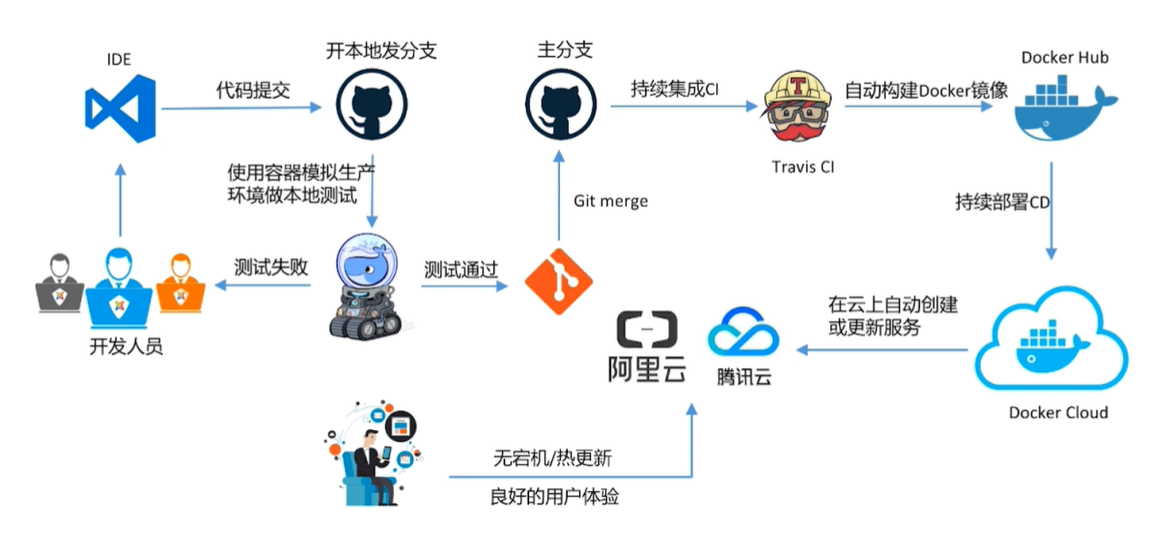 IDE
开本地发分支
主分支
Docker Hub
代码提交
持续集成CI
T
自动构建Docker镜像
Travis CI
使用容器模拟生产
环境做本地测试
Git merge
持续部署CD
测试失败
测试通过
开发人员
在云上自动创建
或更新服务
阿里云
腾讯云
Docker Cloud
无宕机/热更新
良好的用户体验